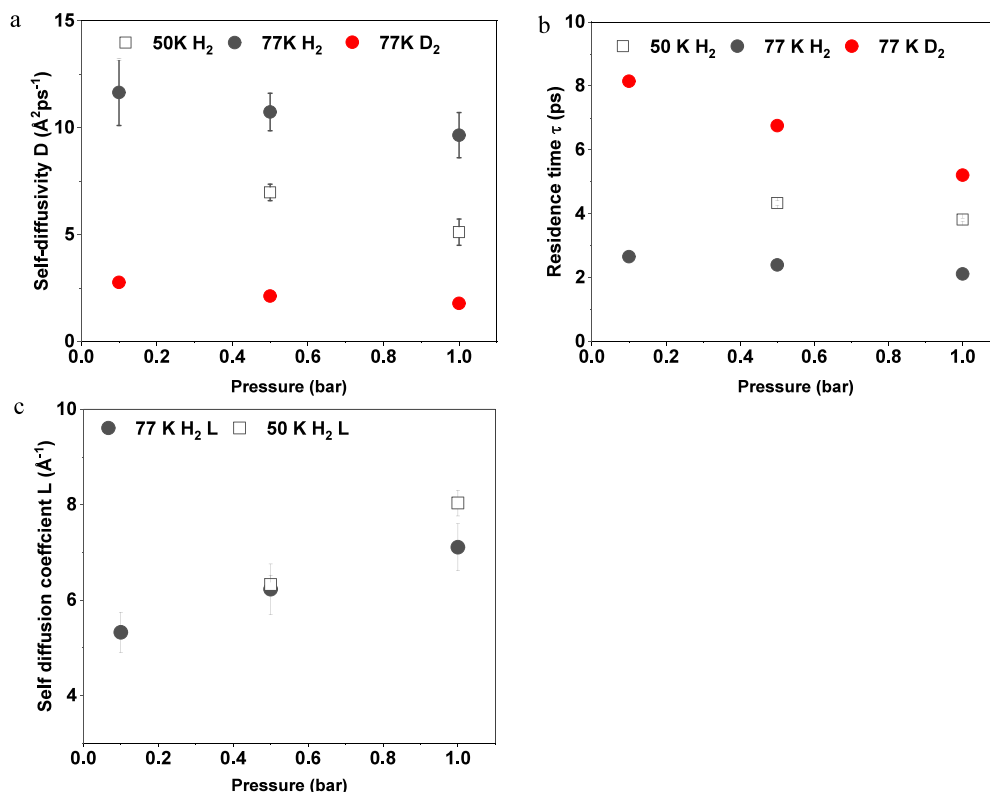 a
50K H₂ 77K H₂ 77K D₂
Self-diffusivity D (Å²ps⁻¹)
15
10
5
0
0.0 0.2 0.4 0.6 0.8 1.0
Pressure (bar)
b
50 K H₂ 77 K H₂ 77 K D₂
Residence time τ (ps)
10
8
6
4
2
0
0.0 0.2 0.4 0.6 0.8 1.0
Pressure (bar)
c
77 K H₂ L 50 K H₂ L
Self diffusion coeffcient L (Å⁻¹)
10
8
6
4
0.0 0.2 0.4 0.6 0.8 1.0
Pressure (bar)